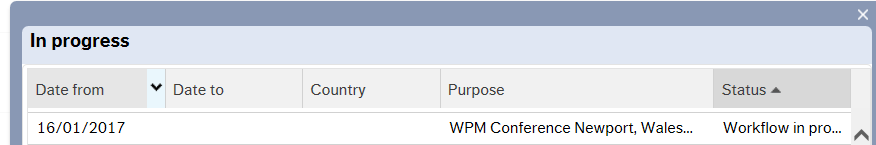 In progress
Date from Date to Country Purpose Status
16/01/2017 WPM Conference Newport, Wales... Workflow in pro...